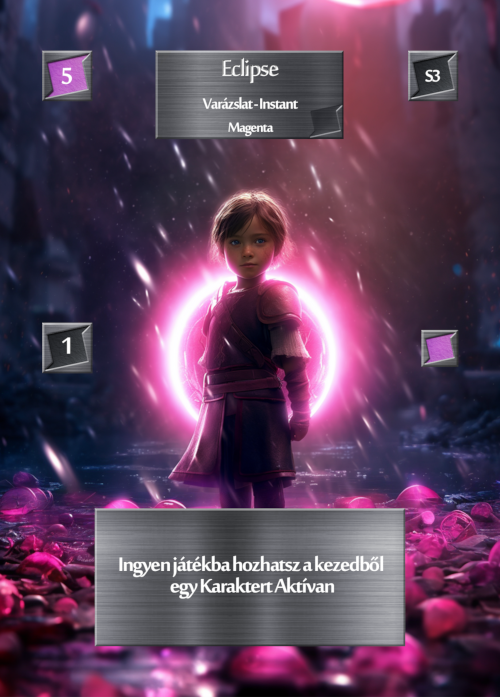 5
Eclipse
S3
Varázslat - Instant
Magenta
1
Ingyen játékba hozhatsz a kezedből
egy Karaktert Aktívan